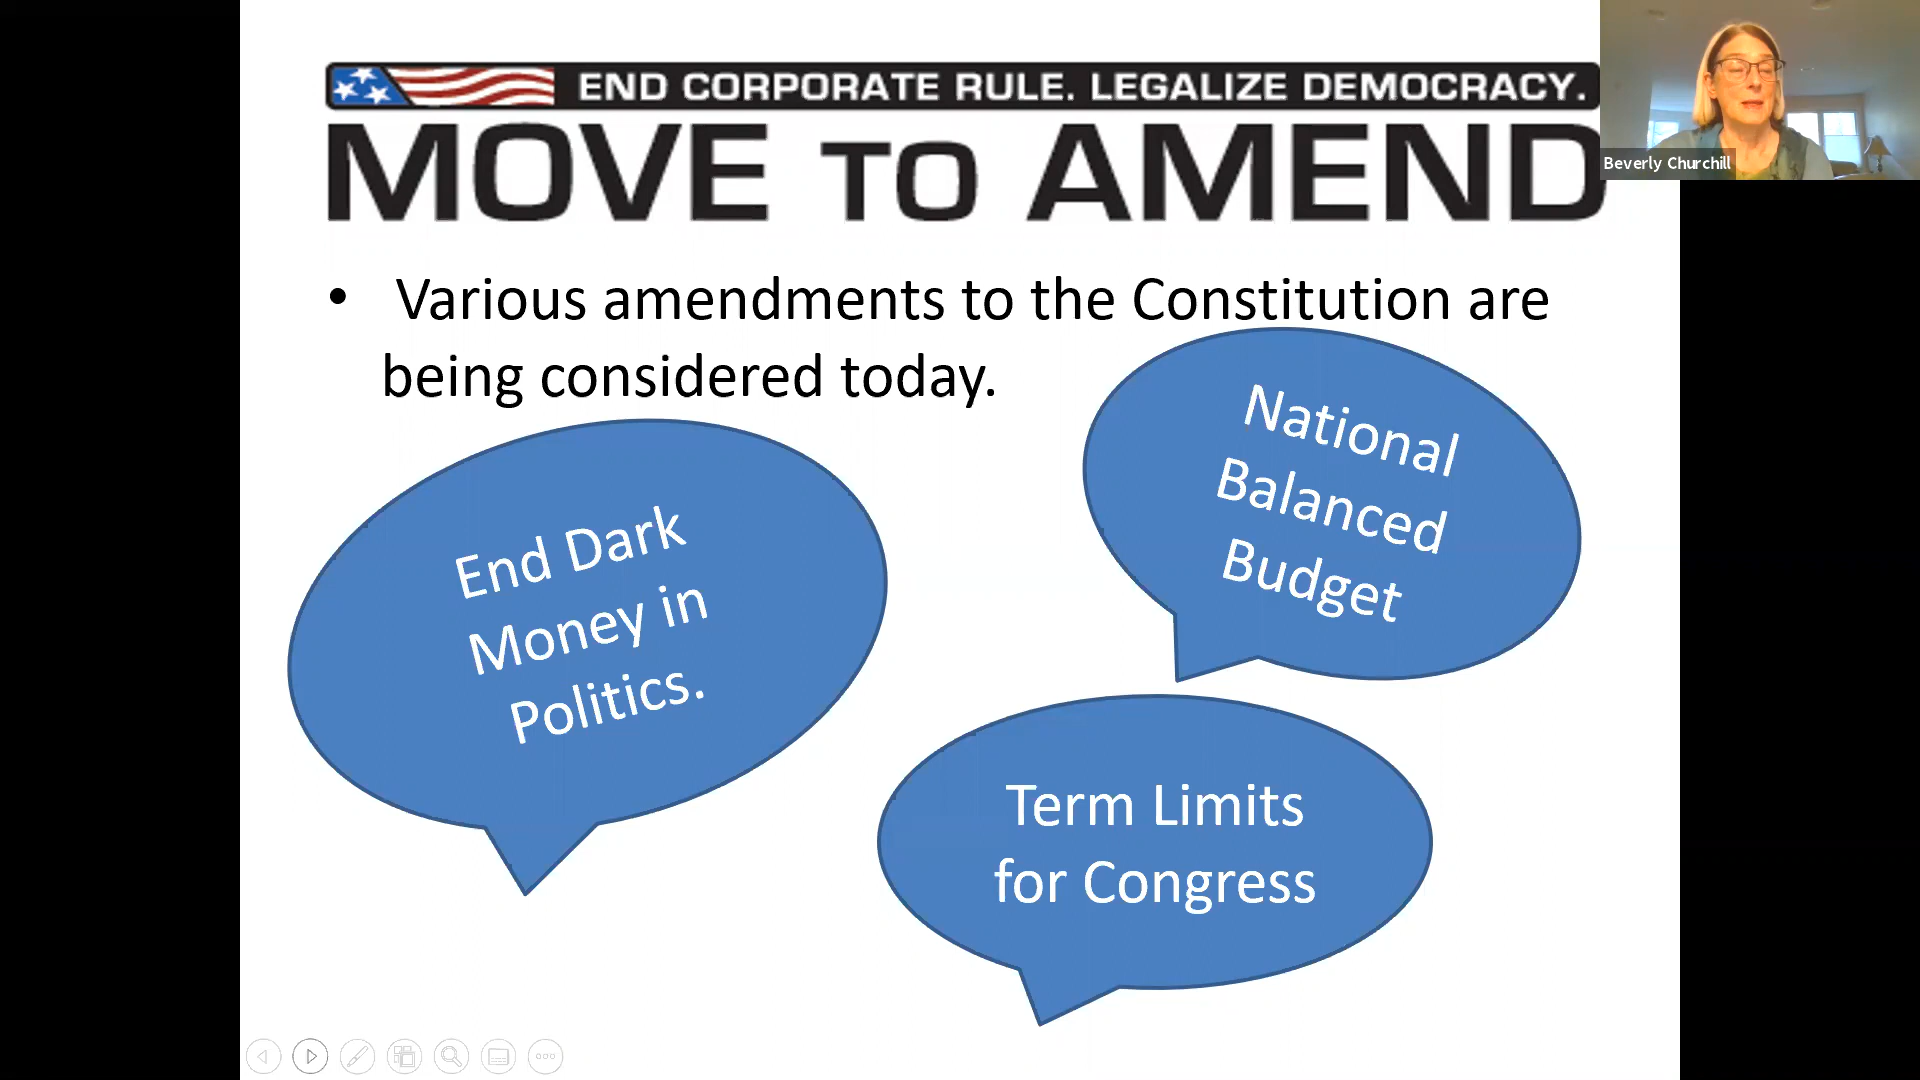 END CORPORATE RULE. LEGALIZE DEMOCRACY.
MOVE TO AMEND
Beverly Churchill
• Various amendments to the Constitution are
being considered today.
National
Balanced
Budget
End Dark
Money in
Politics.
Term Limits
for Congress